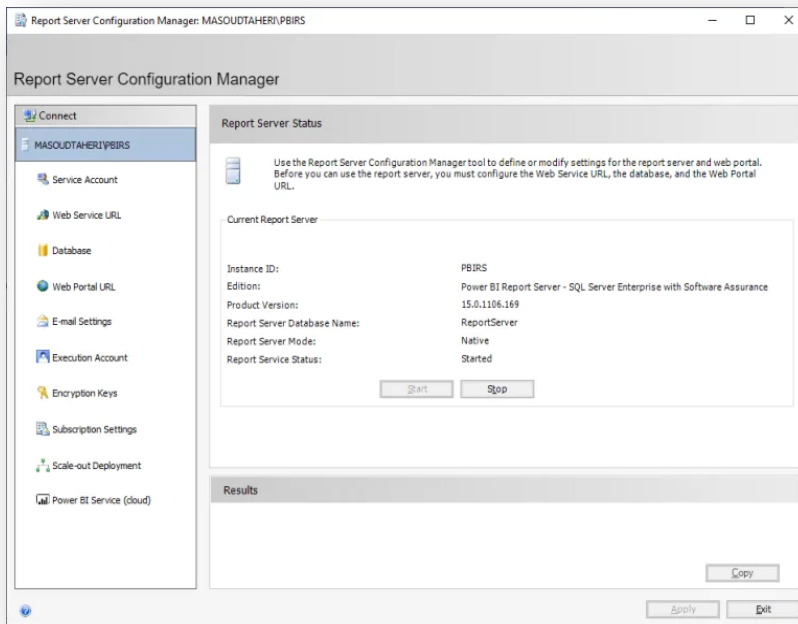 Report Server Configuration Manager: MASOUDTAHERI\PBIRS
Report Server Configuration Manager
Connect
MASOUDTAHERI\PBIRS
Service Account
Web Service URL
Database
Web Portal URL
E-mail Settings
Execution Account
Encryption Keys
Subscription Settings
Scale-out Deployment
Power BI Service (cloud)
Report Server Status
Use the Report Server Configuration Manager tool to define or modify settings for the report server and web portal.
Before you can use the report server, you must configure the Web Service URL, the database, and the Web Portal
URL.
Current Report Server
Instance ID: PBIRS
Edition: Power BI Report Server - SQL Server Enterprise with Software Assurance
Product Version: 15.0.1106.169
Report Server Database Name: ReportServer
Report Server Mode: Native
Report Service Status: Started
Start Stop
Results
Copy
Apply Exit